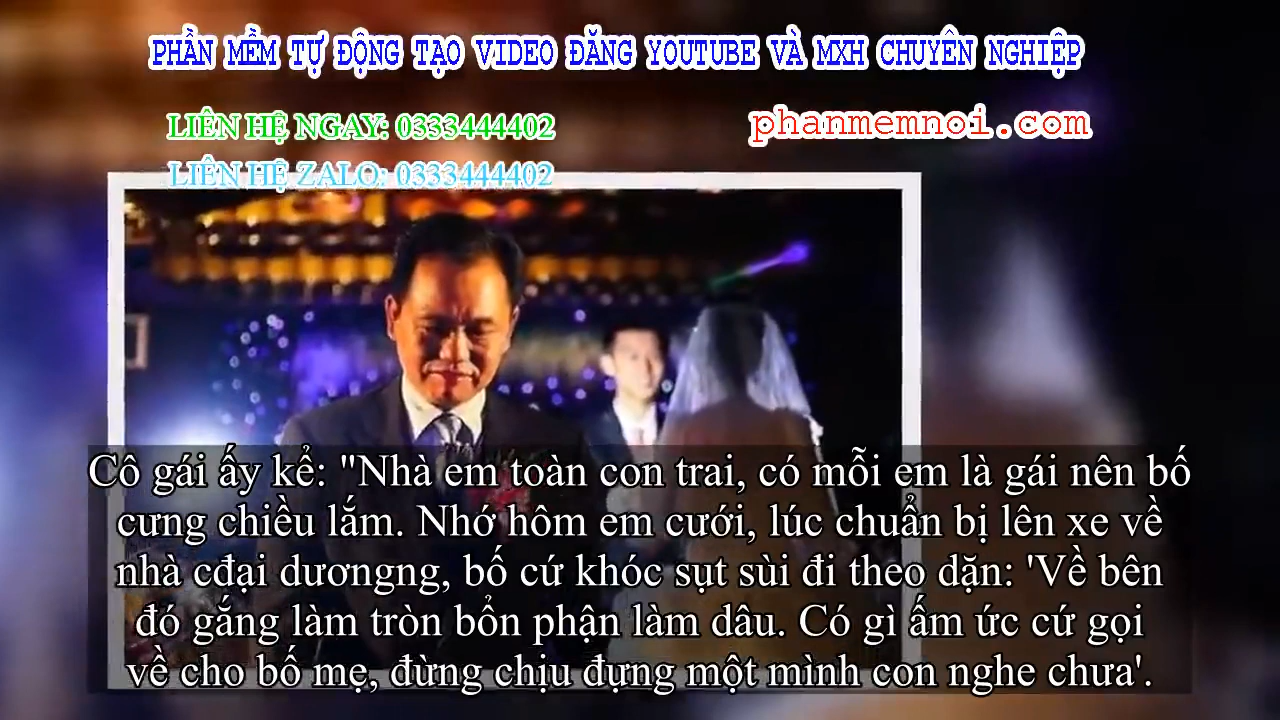 PHẦN MỀM TỰ ĐỘNG TẠO VIDEO ĐĂNG YOUTUBE VÀ MXH CHUYÊN NGHIỆP
LIÊN HỆ NGAY: 0333444402
phanmemnoi.com
LIÊN HỆ ZALO: 0333444402
Cô gái ấy kể: "Nhà em toàn con trai, có mỗi em là gái nên bố
cưng chiều lắm. Nhớ hôm em cưới, lúc chuẩn bị lên xe về
nhà cđại dươngng, bố cứ khóc sụt sùi đi theo dặn: 'Về bên
đó gắng làm tròn bổn phận làm dâu. Có gì ấm ức cứ gọi
về cho bố mẹ, đừng chịu đựng một mình con nghe chưa'.